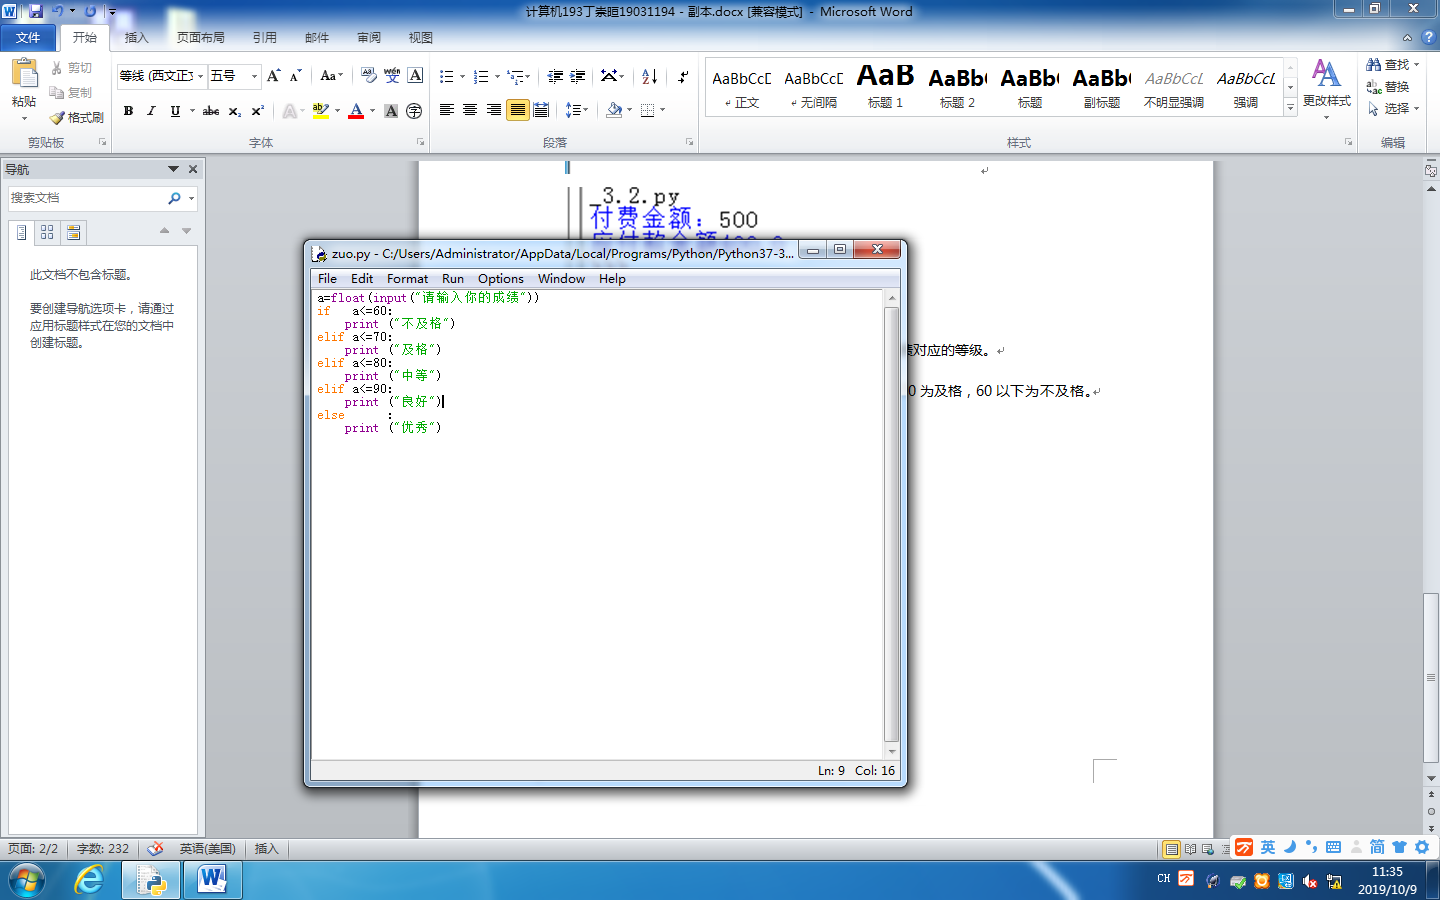 计算机193丁崇晅19031194 - 副本.docx [兼容模式] - Microsoft Word
文件 开始 插入 页面布局 引用 邮件 审阅 视图
粘贴 剪切 复制 格式刷
等线 (西文正文 五号
AaBbCcD AaBbCcD AaB AaBb AaBb AaBb AaBbCcL AaBbCcL
正文 无间隔 标题 1 标题 2 标题 副标题 不明显强调 强调
更改样式
查找 替换 选择
剪贴板 字体 段落 样式 编辑
导航
搜索文档
此文档不包含标题。
要创建导航选项卡，请通过
应用标题样式在您的文档中
创建标题。
_3.2.py
付费金额: 500
zuo.py - C:/Users/Administrator/AppData/Local/Programs/Python/Python37-3...
File Edit Format Run Options Window Help
a=float(input("请输入你的成绩"))
if a<=60:
print ("不及格")
elif a<=70:
print ("及格")
elif a<=80:
print ("中等")
elif a<=90:
print ("良好")
else :
print ("优秀")
Ln: 9 Col: 16
对应的等级。
0 为及格，60 以下为不及格。
页面: 2/2 字数: 232 英语(美国) 插入
英 简
CH
11:35
2019/10/9